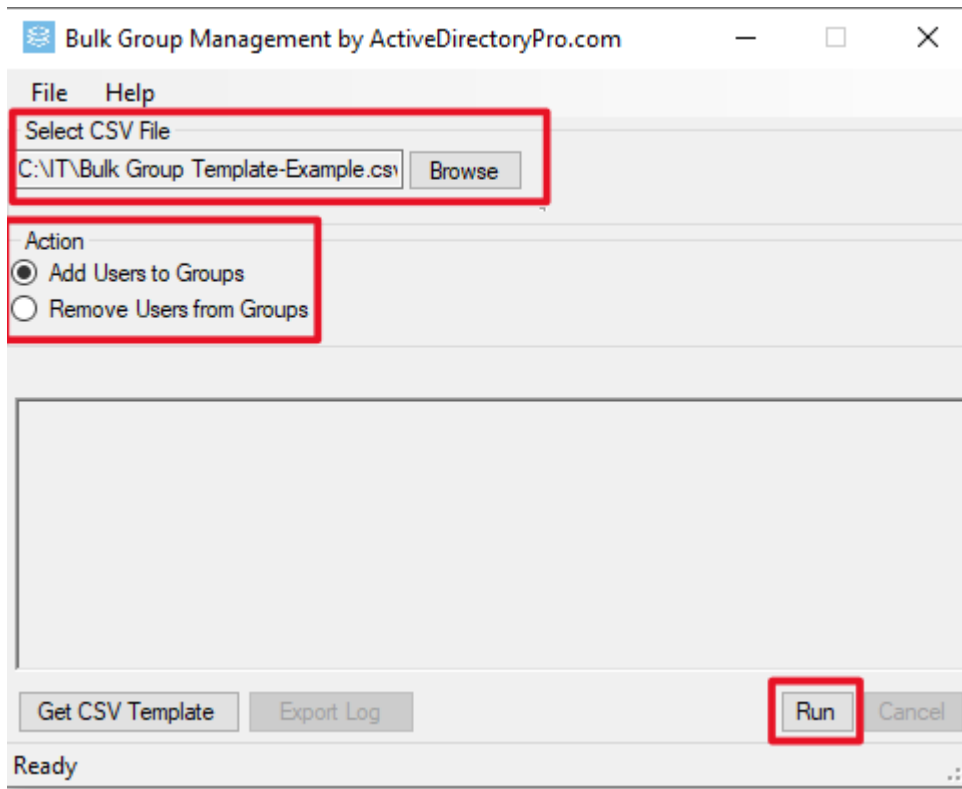 Bulk Group Management by ActiveDirectoryPro.com
File Help
Select CSV File
C:\IT\Bulk Group Template-Example.csv Browse
Action
Add Users to Groups
Remove Users from Groups
Get CSV Template Export Log Run Cancel
Ready